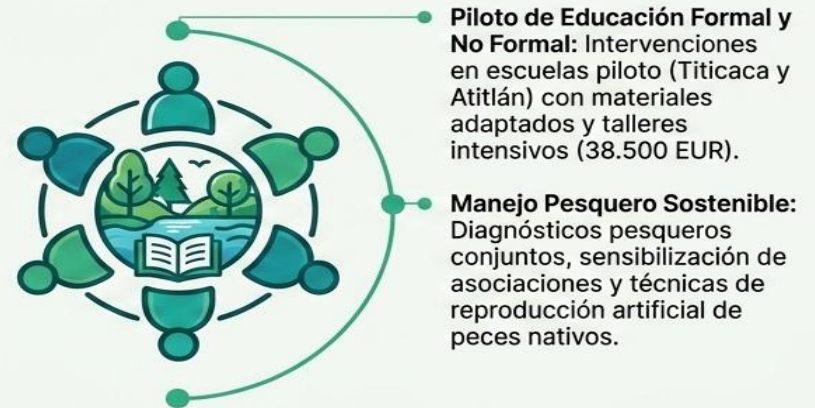 Piloto de Educación Formal y
No Formal: Intervenciones
en escuelas piloto (Titicaca y
Atitlán) con materiales
adaptados y talleres
intensivos (38.500 EUR).
Manejo Pesquero Sostenible:
Diagnósticos pesqueros
conjuntos, sensibilización de
asociaciones y técnicas de
reproducción artificial de
peces nativos.